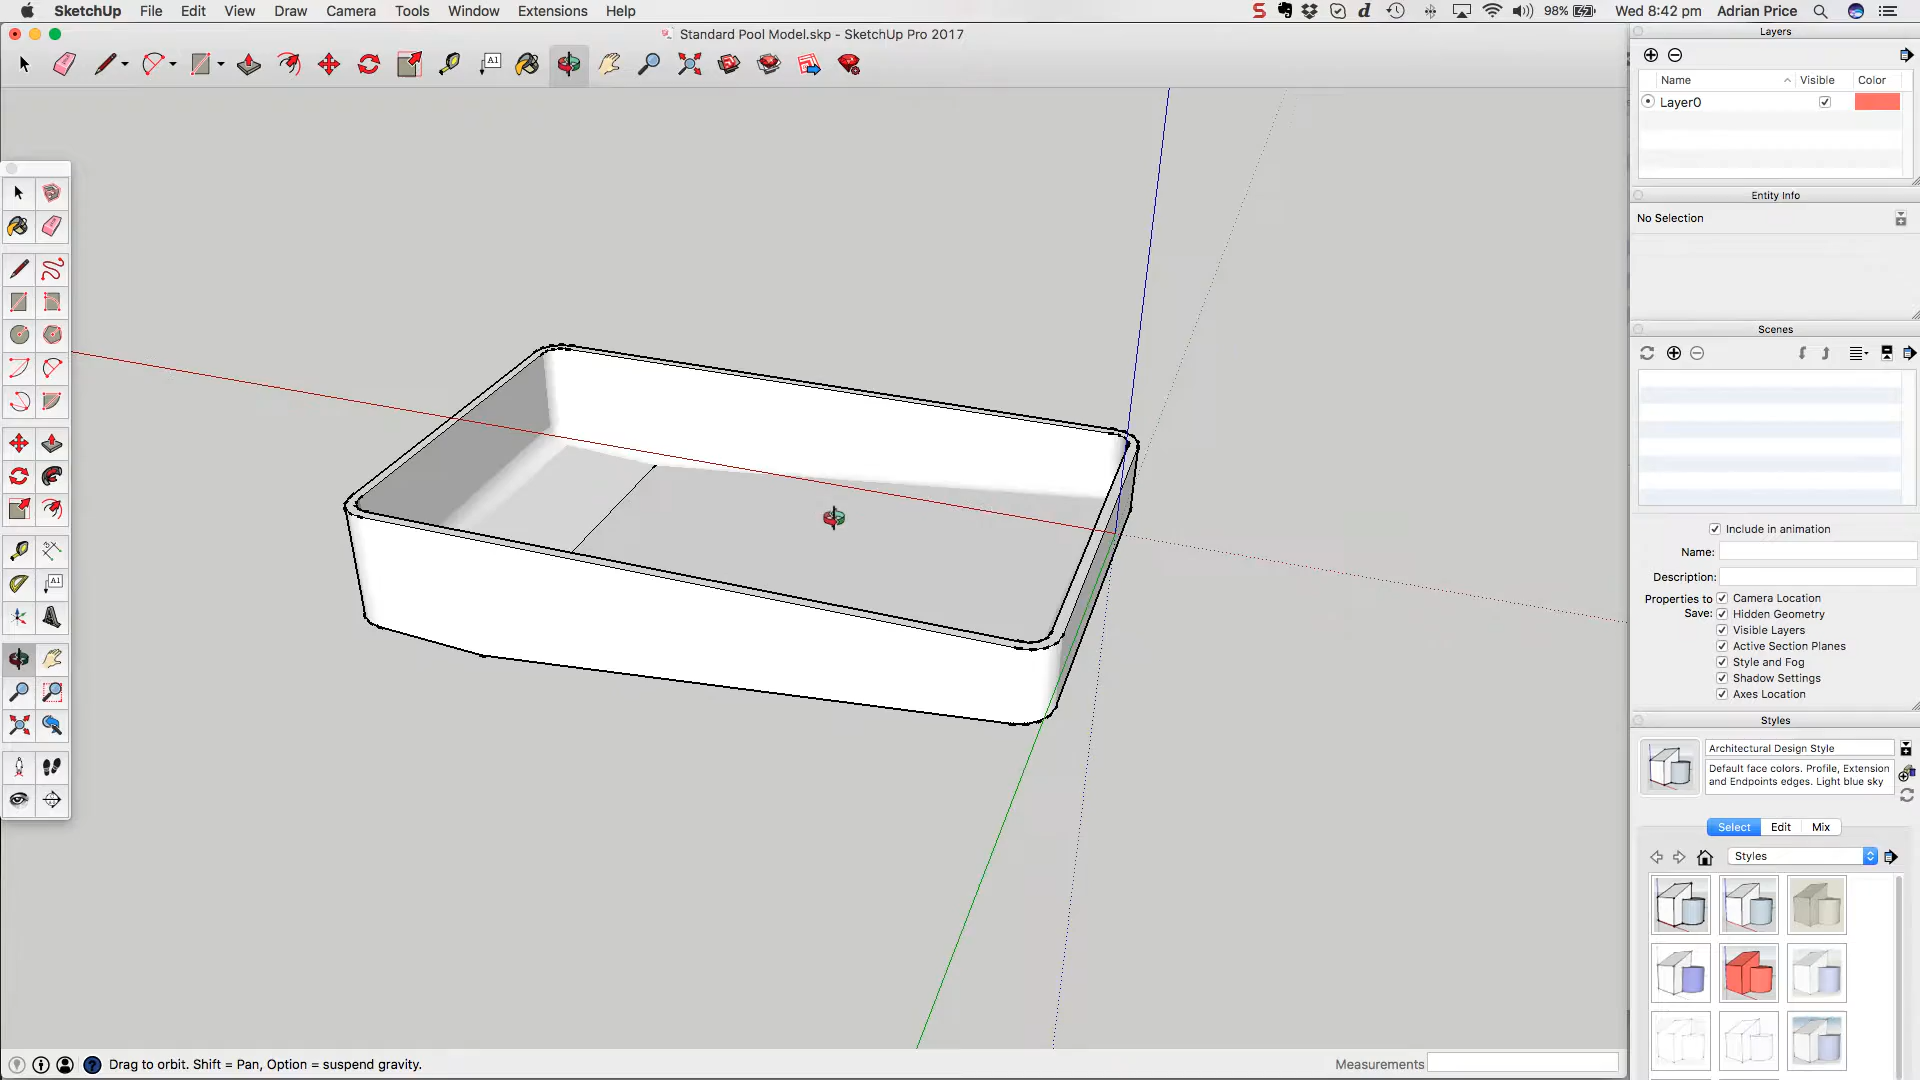 SketchUp File Edit View Draw Camera Tools Window Extensions Help
S d 98% Wed 8:42 pm Adrian Price
Standard Pool Model.skp - SketchUp Pro 2017
A1
A1
Layers
Name Visible Color
Layer0
Entity Info
No Selection
Scenes
Include in animation
Name:
Description:
Properties to Save:
Camera Location
Hidden Geometry
Visible Layers
Active Section Planes
Style and Fog
Shadow Settings
Axes Location
Styles
Architectural Design Style
Default face colors. Profile, Extension
and Endpoints edges. Light blue sky
Select Edit Mix
Styles
? Drag to orbit. Shift = Pan, Option = suspend gravity.
Measurements